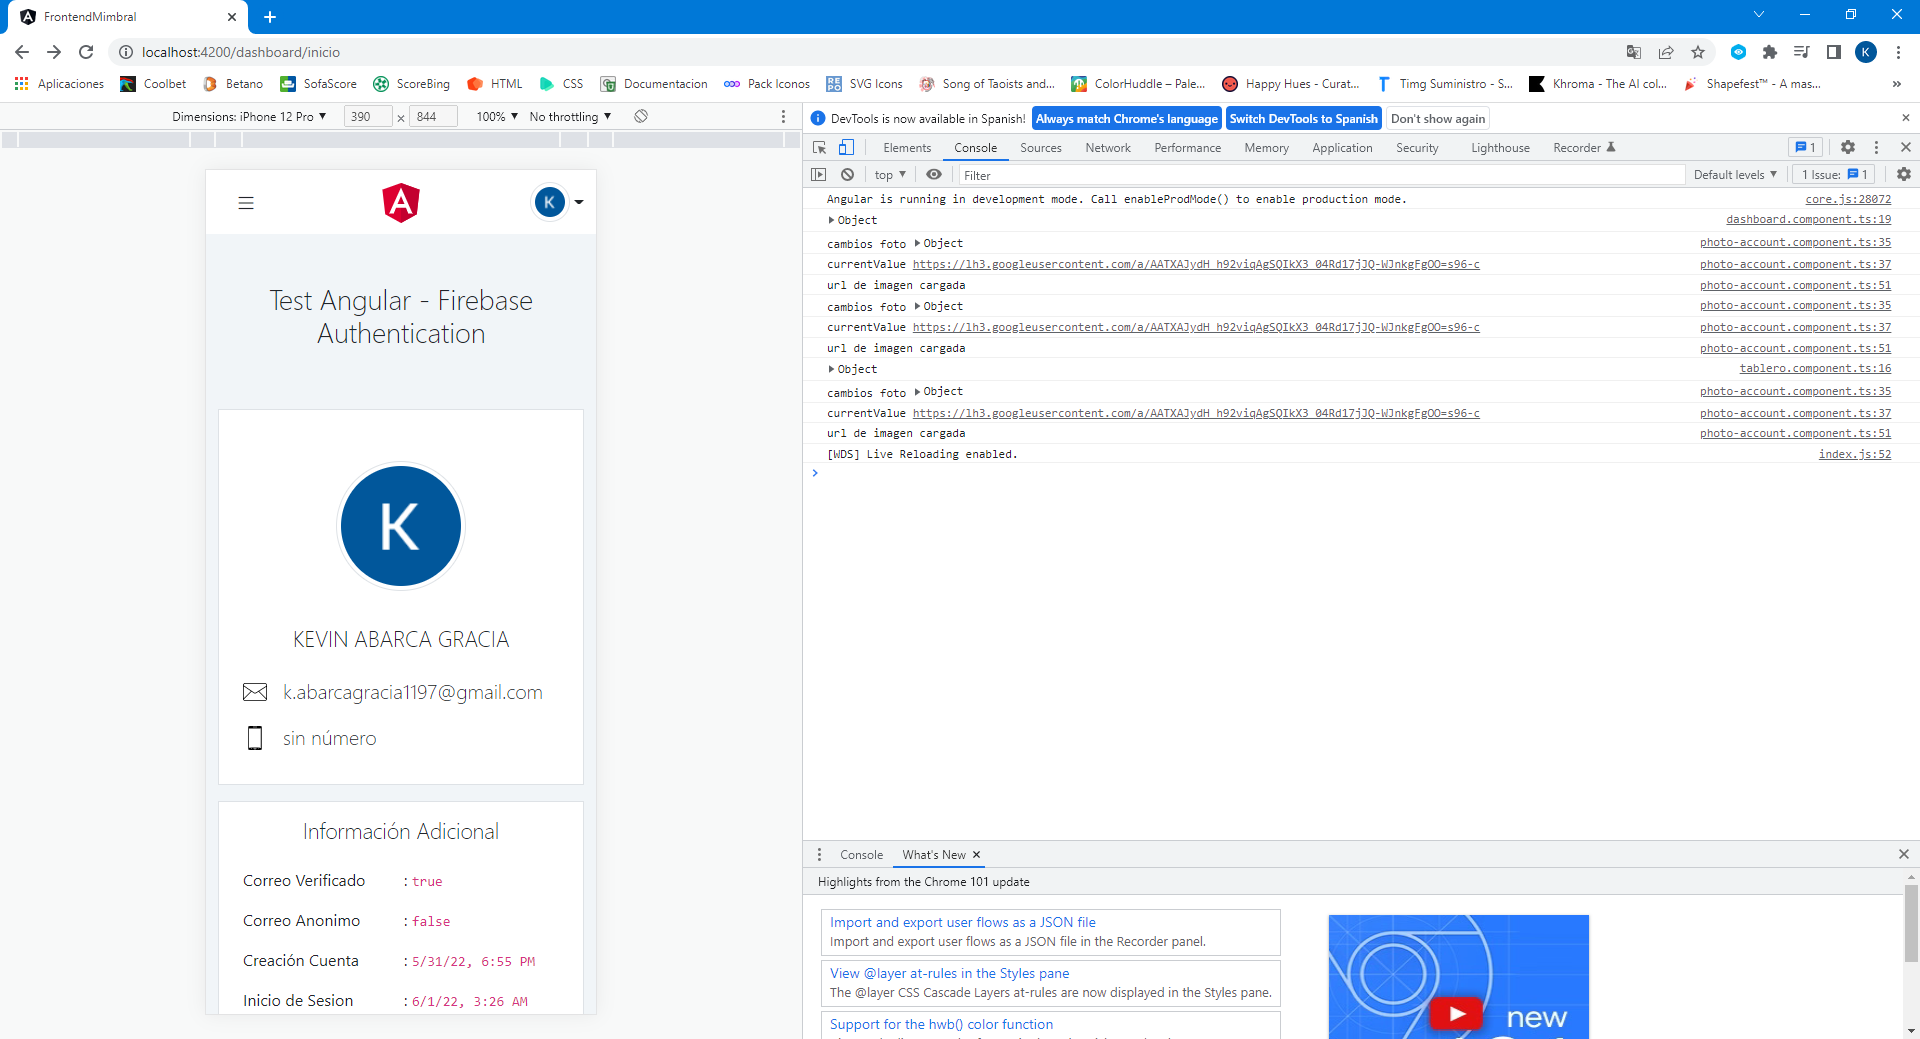 FrontendMimbral
localhost:4200/dashboard/inicio
K
Aplicaciones Coolbet Betano SofaScore ScoreBing HTML CSS Documentacion Pack Iconos SVG Icons Song of Taoists and... ColorHuddle – Pale... Happy Hues - Curat... Timg Suministro - S... Khroma - The AI col... Shapefest™ - A mas... »
Dimensions: iPhone 12 Pro ▼ 390 × 844 100% ▼ No throttling ▼
A
K
Test Angular - Firebase
Authentication
K
KEVIN ABARCA GRACIA
k.abarcagracia1197@gmail.com
sin número
Información Adicional
Correo Verificado : true
Correo Anonimo : false
Creación Cuenta : 5/31/22, 6:55 PM
Inicio de Sesion : 6/1/22, 3:26 AM
DevTools is now available in Spanish! Always match Chrome's language Switch DevTools to Spanish Don't show again
Elements Console Sources Network Performance Memory Application Security Lighthouse Recorder 1
top ▼ Filter Default levels ▼ 1 Issue: 1
Angular is running in development mode. Call enableProdMode() to enable production mode. core.js:28072
Object dashboard.component.ts:19
cambios foto Object photo-account.component.ts:35
currentValue https://lh3.googleusercontent.com/a/AATXAJydH_h92viqAgSQIkX3_04Rd17jJQ-WJnkgFgOO=s96-c photo-account.component.ts:37
url de imagen cargada photo-account.component.ts:51
cambios foto Object photo-account.component.ts:35
currentValue https://lh3.googleusercontent.com/a/AATXAJydH_h92viqAgSQIkX3_04Rd17jJQ-WJnkgFgOO=s96-c photo-account.component.ts:37
url de imagen cargada photo-account.component.ts:51
Object tablero.component.ts:16
cambios foto Object photo-account.component.ts:35
currentValue https://lh3.googleusercontent.com/a/AATXAJydH_h92viqAgSQIkX3_04Rd17jJQ-WJnkgFgOO=s96-c photo-account.component.ts:37
url de imagen cargada photo-account.component.ts:51
[WDS] Live Reloading enabled. index.js:52
Console What's New
Highlights from the Chrome 101 update
Import and export user flows as a JSON file
Import and export user flows as a JSON file in the Recorder panel.
View @layer at-rules in the Styles pane
The @layer CSS Cascade Layers at-rules are now displayed in the Styles pane.
Support for the hwb() color function
new